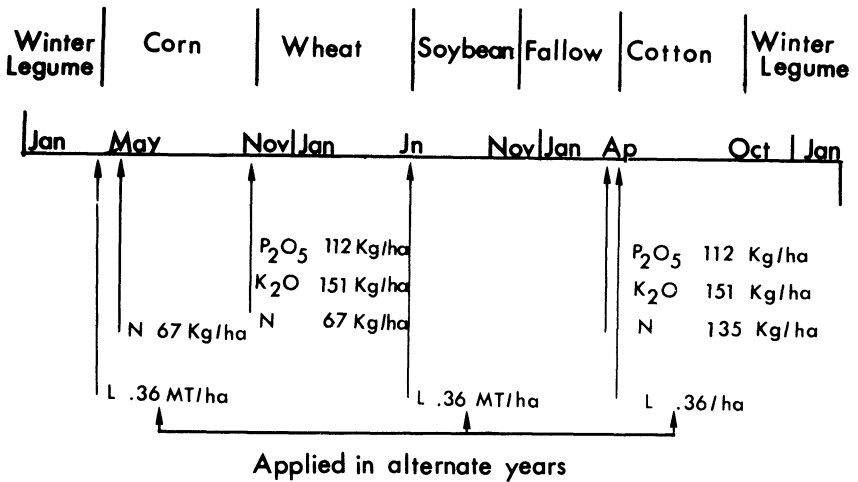 Winter Legume Corn Wheat Soybean Fallow Cotton Winter Legume
Jan May Nov Jan Jn Nov Jan Ap Oct Jan
P2O5 112 Kg/ha P2O5 112 Kg/ha
K2O 151 Kg/ha K2O 151 Kg/ha
N 67 Kg/ha N 67 Kg/ha N 135 Kg/ha
L .36 MT/ha L .36 MT/ha L .36/ha
Applied in alternate years